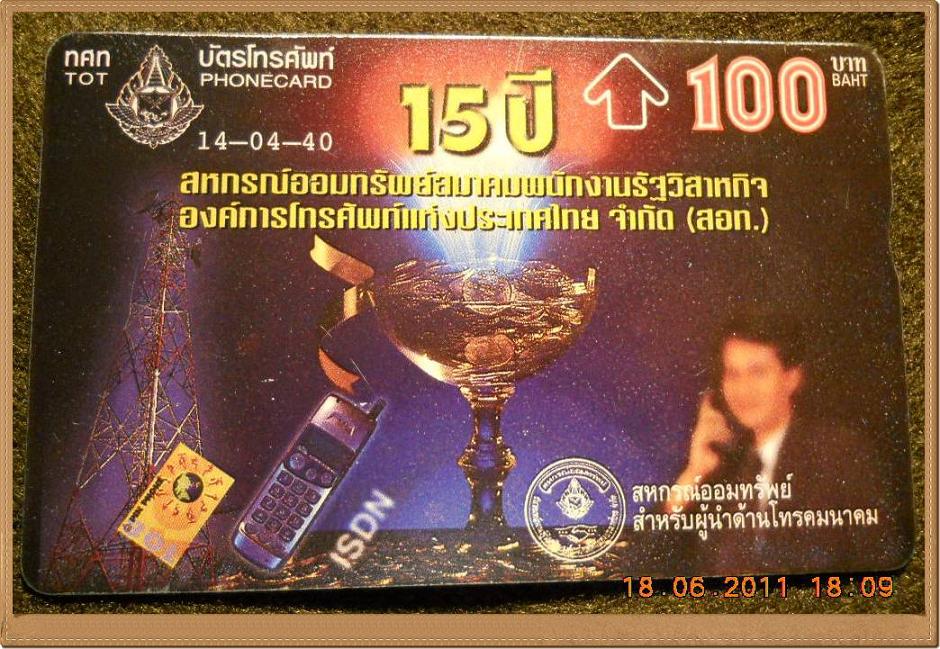 ทศท
TOT
บัตรโทรศัพท์
PHONECARD
14-04-40
15 ปี
100 บาท
BAHT
สหกรณ์ออมทรัพย์สมาคมพนักงานรัฐวิสาหกิจ
องค์การโทรศัพท์แห่งประเทศไทย จำกัด (สอท.)
ISDN
สหกรณ์ออมทรัพย์
สำหรับผู้นำด้านโทรคมนาคม
18.06.2011 18:09